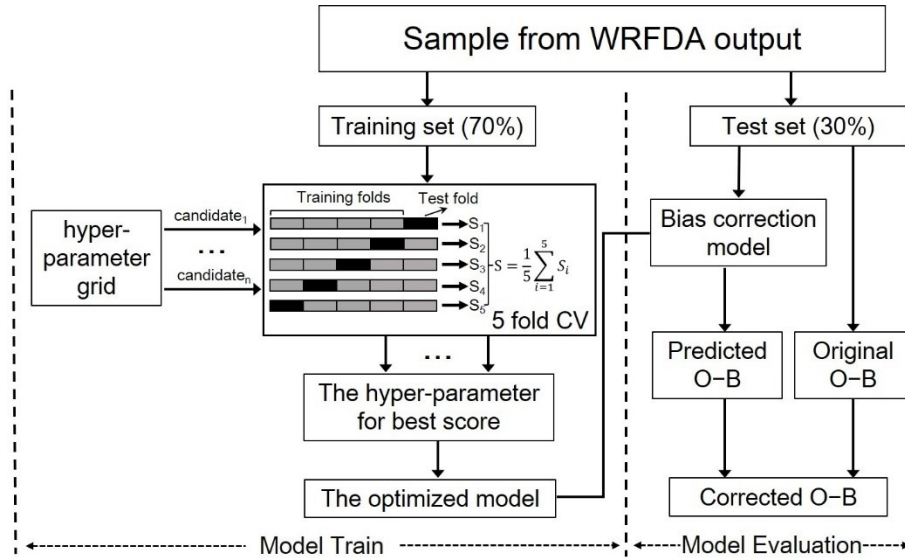 Sample from WRFDA output
Training set (70%)
Test set (30%)
Training folds
Test fold
hyper-
parameter
grid
candidate₁
...
candidateₙ
S₁
S₂
S₃
S₄
S₅
S = 1/5 ∑ᵢ₌₁⁵ Sᵢ
5 fold CV
Bias correction
model
...
The hyper-parameter
for best score
Predicted
O−B
Original
O−B
The optimized model
Corrected O−B
Model Train
Model Evaluation